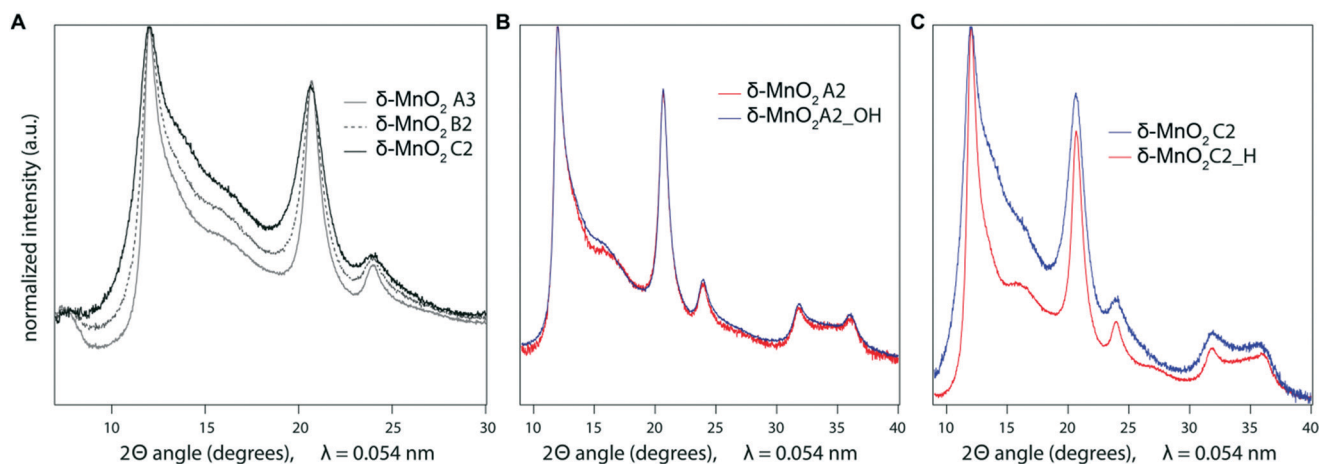 A
normalized intensity (a.u.)
δ-MnO₂ A3
δ-MnO₂ B2
δ-MnO₂ C2
10 15 20 25 30
2Θ angle (degrees), λ = 0.054 nm
B
δ-MnO₂ A2
δ-MnO₂A2_OH
10 15 20 25 30 35 40
2Θ angle (degrees), λ = 0.054 nm
C
δ-MnO₂ C2
δ-MnO₂C2_H
10 15 20 25 30 35 40
2Θ angle (degrees), λ = 0.054 nm